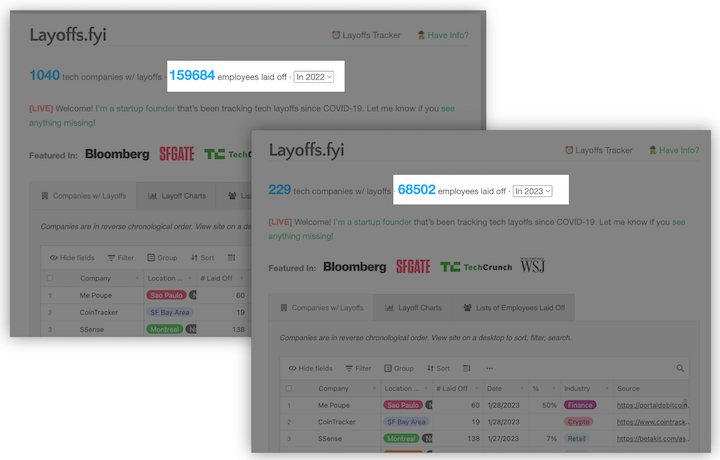 Layoffs.fyi
Layoffs Tracker
Have Info?
1040 tech companies w/ layoffs · 159684 employees laid off · In 2022
[LIVE] Welcome! I'm a startup founder that's been tracking tech layoffs since COVID-19. Let me know if you see
anything missing!
Featured In: Bloomberg SFGATE TC TechCrunch
Companies w/ Layoffs Layoff Charts Lis
Companies are in reverse chronological order. View site on a de
Hide fields Filter Group Sort
Company Location ... # Laid Off
1 Me Poupe Sao Paulo N 60
2 CoinTracker SF Bay Area 19
3 SSense Montreal N 138
Layoffs.fyi
Layoffs Tracker
Have Info?
229 tech companies w/ layoffs · 68502 employees laid off · In 2023
[LIVE] Welcome! I'm a startup founder that's been tracking tech layoffs since COVID-19. Let me know if you see
anything missing!
Featured In: Bloomberg SFGATE TC TechCrunch WSJ
Companies w/ Layoffs Layoff Charts Lists of Employees Laid Off
Companies are in reverse chronological order. View site on a desktop to sort, filter, search.
Hide fields Filter Group Sort ...
Company Location ... # Laid Off Date % Industry Source
1 Me Poupe Sao Paulo N 60 1/28/2023 50% Finance https://portaldobitcoin.
2 CoinTracker SF Bay Area 19 1/28/2023 Crypto https://www.cointrack
3 SSense Montreal N 138 1/27/2023 7% Retail https://betakit.com/as